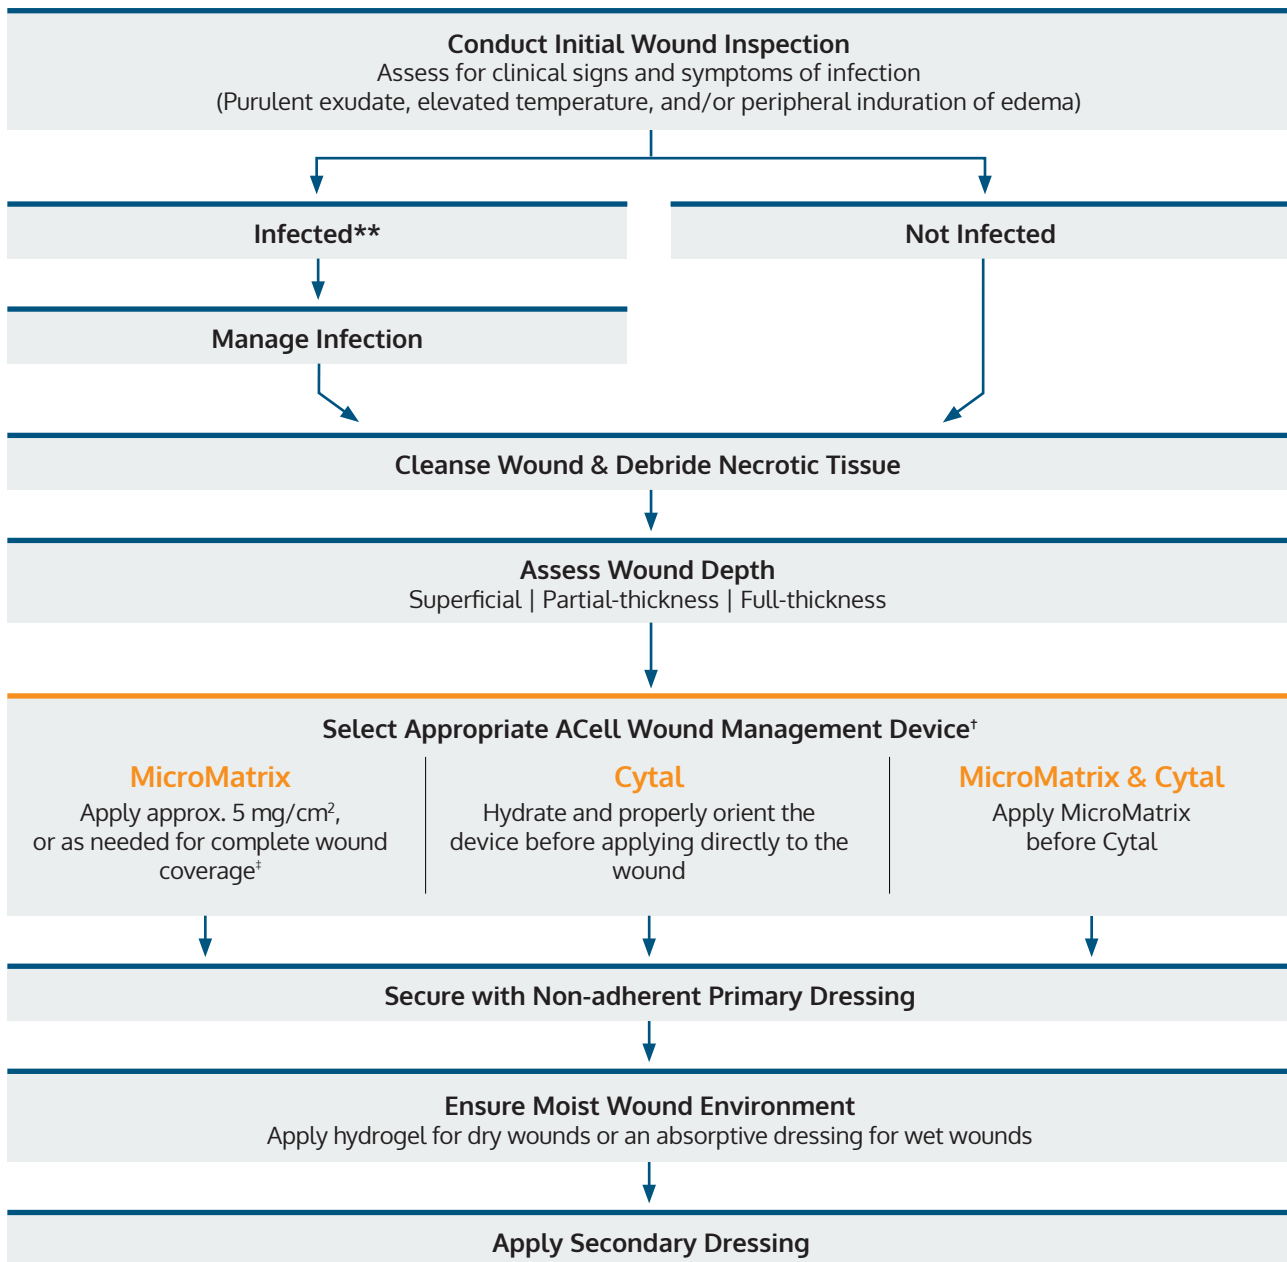 Conduct Initial Wound Inspection
Assess for clinical signs and symptoms of infection
(Purulent exudate, elevated temperature, and/or peripheral induration of edema)
Infected**
Not Infected
Manage Infection
Cleanse Wound & Debride Necrotic Tissue
Assess Wound Depth
Superficial | Partial-thickness | Full-thickness
Select Appropriate ACell Wound Management Device†
MicroMatrix
Apply approx. 5 mg/cm²,
or as needed for complete wound
coverage‡
Cytal
Hydrate and properly orient the
device before applying directly to the
wound
MicroMatrix & Cytal
Apply MicroMatrix
before Cytal
Secure with Non-adherent Primary Dressing
Ensure Moist Wound Environment
Apply hydrogel for dry wounds or an absorptive dressing for wet wounds
Apply Secondary Dressing